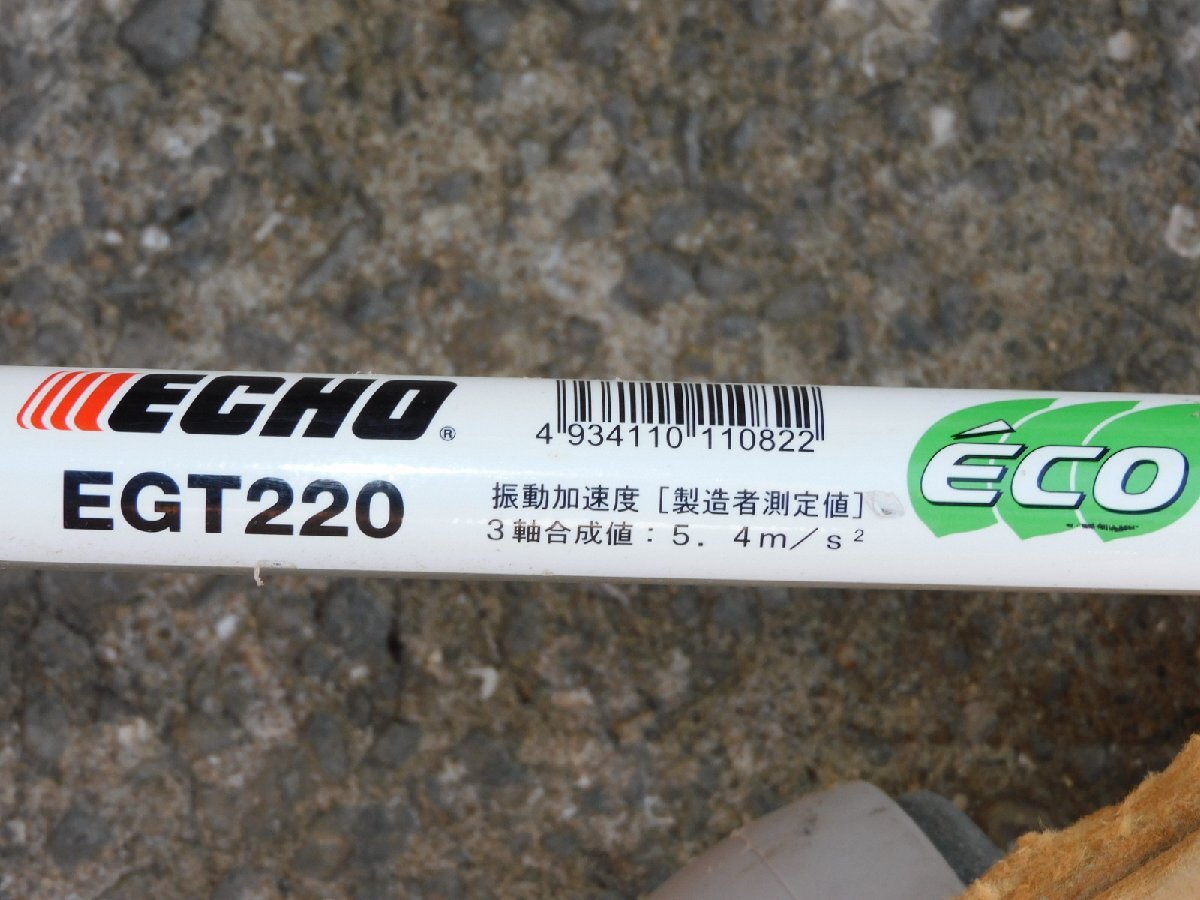 ECHO®
EGT220
4 934110 110822
振動加速度［製造者測定値］
3軸合成値：5．4m／s²
éco